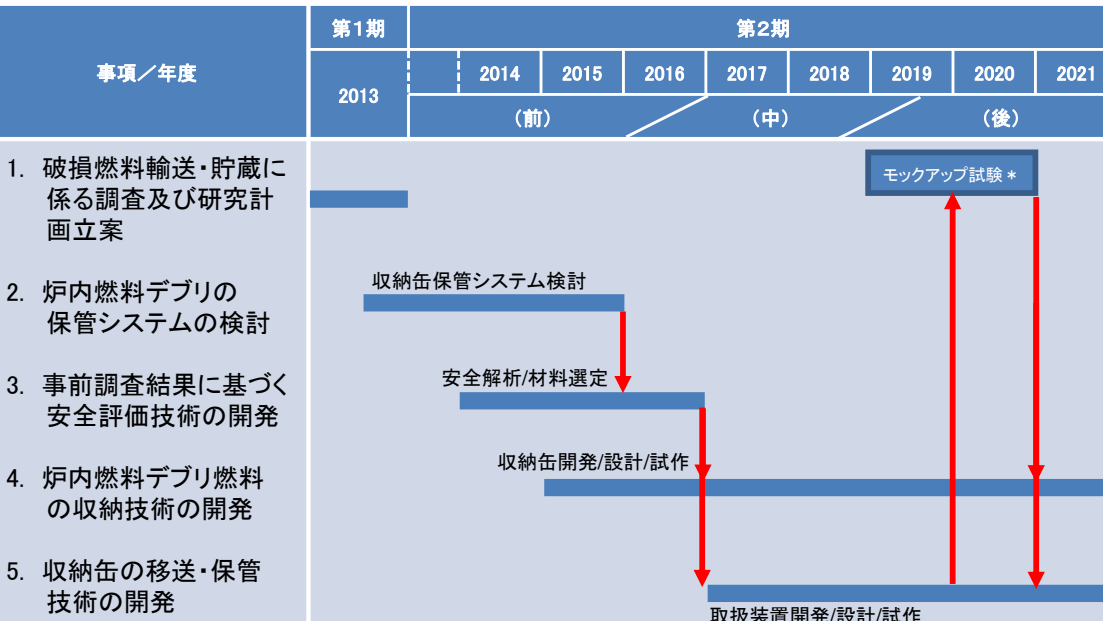 事項／年度
第１期
第２期
2013
2014
2015
2016
2017
2018
2019
2020
2021
（前）
（中）
（後）
1. 破損燃料輸送・貯蔵に
係る調査及び研究計
画立案
モックアップ試験＊
2. 炉内燃料デブリの
保管システムの検討
収納缶保管システム検討
3. 事前調査結果に基づく
安全評価技術の開発
安全解析/材料選定
4. 炉内燃料デブリ燃料
の収納技術の開発
収納缶開発/設計/試作
5. 収納缶の移送・保管
技術の開発
取扱装置開発/設計/試作